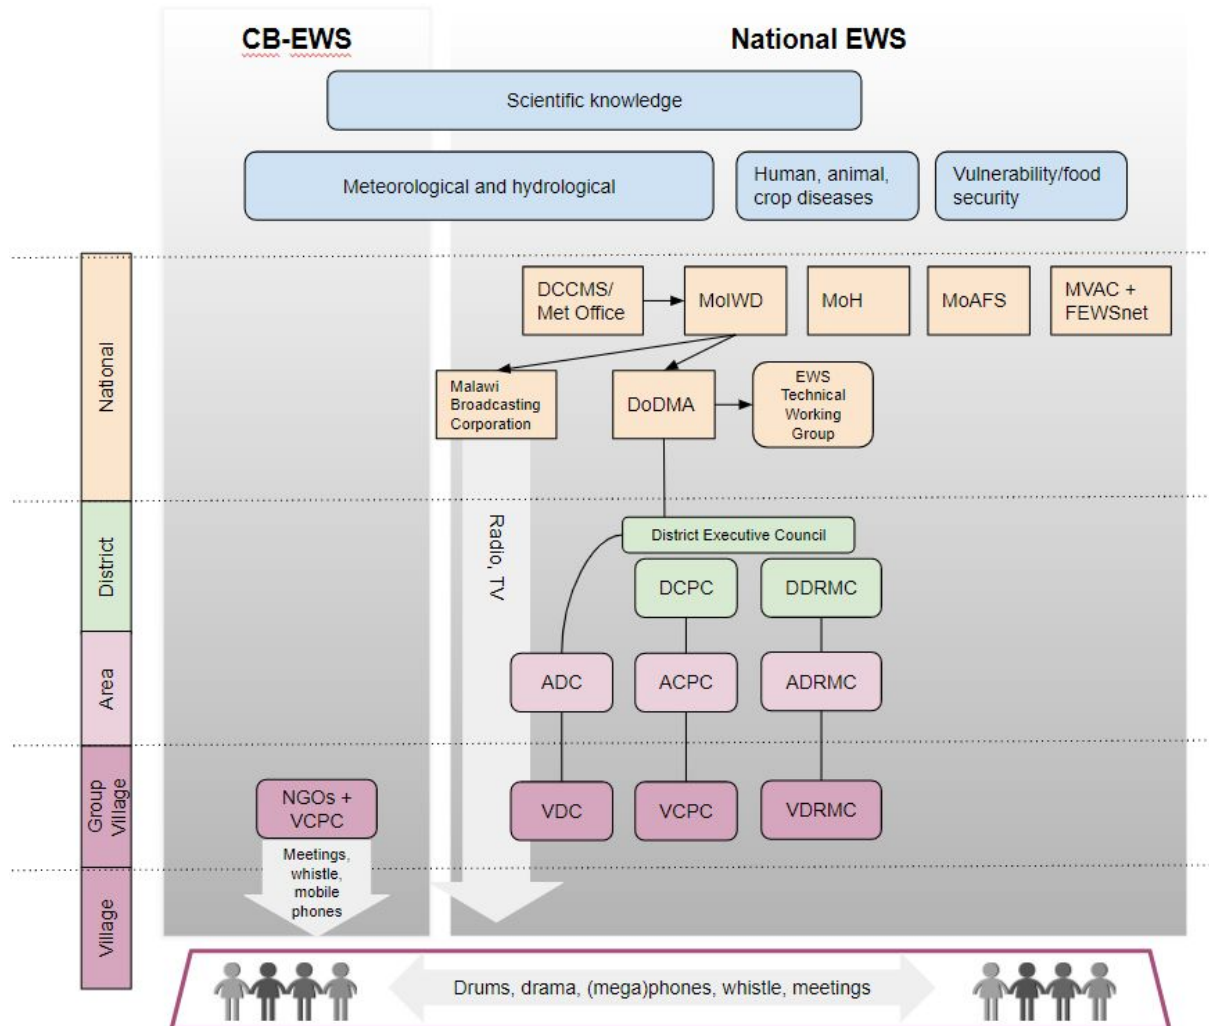 CB-EWS
National EWS
Scientific knowledge
Meteorological and hydrological
Human, animal,
crop diseases
Vulnerability/food
security
National
DCCMS/
Met Office
MoIWD
MoH
MoAFS
MVAC +
FEWSnet
Malawi
Broadcasting
Corporation
DoDMA
EWS
Technical
Working
Group
District
Radio, TV
District Executive Council
DCPC
DDRMC
Area
ADC
ACPC
ADRMC
Group
Village
NGOs +
VCPC
VDC
VCPC
VDRMC
Meetings,
whistle,
mobile
phones
Village
Drums, drama, (mega)phones, whistle, meetings